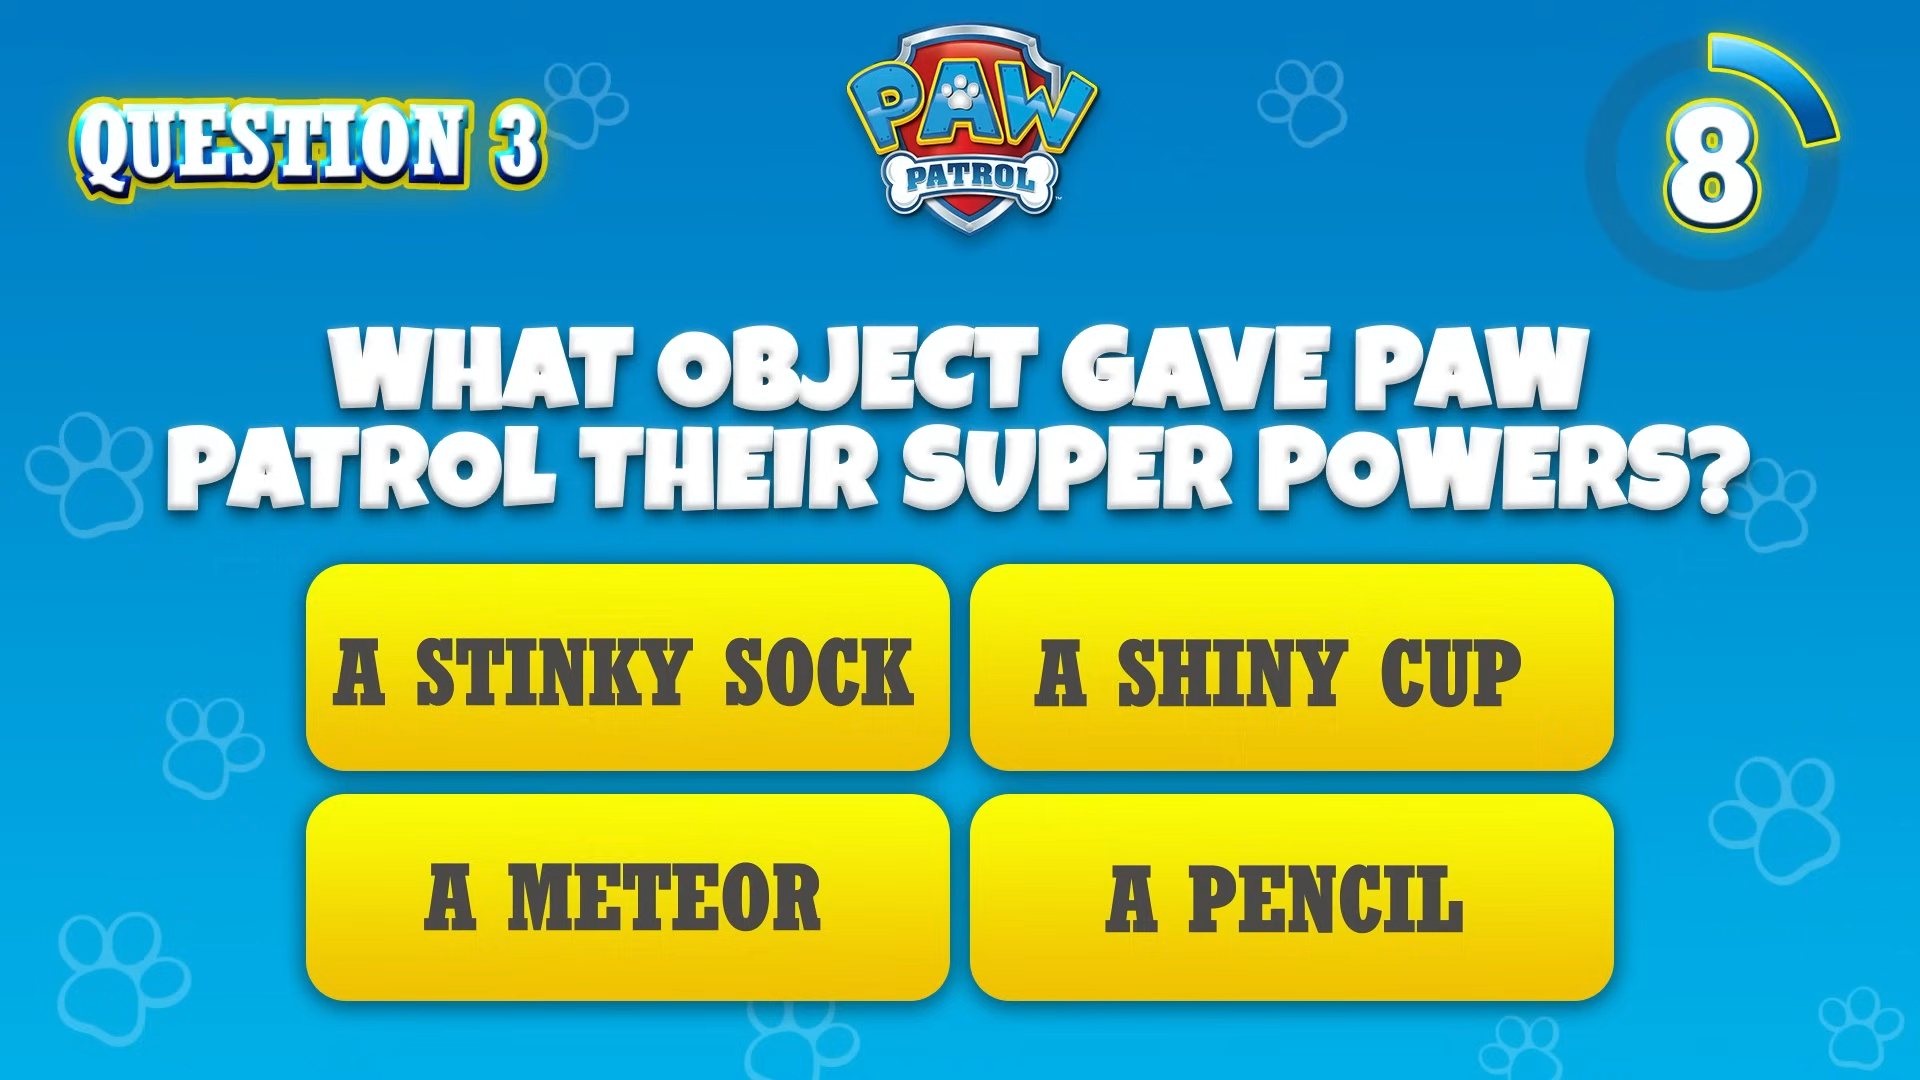 QUESTION 3
PAW
PATROL
8
WHAT OBJECT GAVE PAW
PATROL THEIR SUPER POWERS?
A STINKY SOCK
A SHINY CUP
A METEOR
A PENCIL